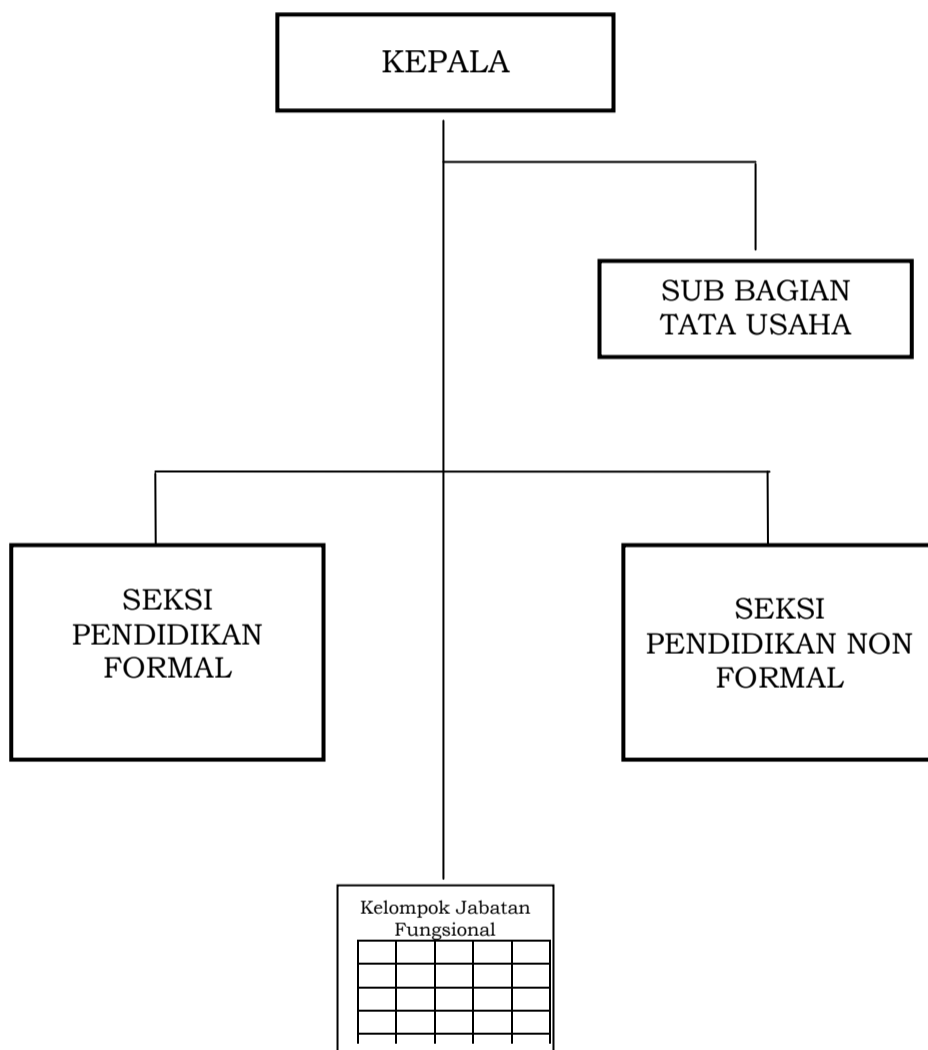 KEPALA
SUB BAGIAN
TATA USAHA
SEKSI
PENDIDIKAN
FORMAL
SEKSI
PENDIDIKAN NON
FORMAL
Kelompok Jabatan
Fungsional